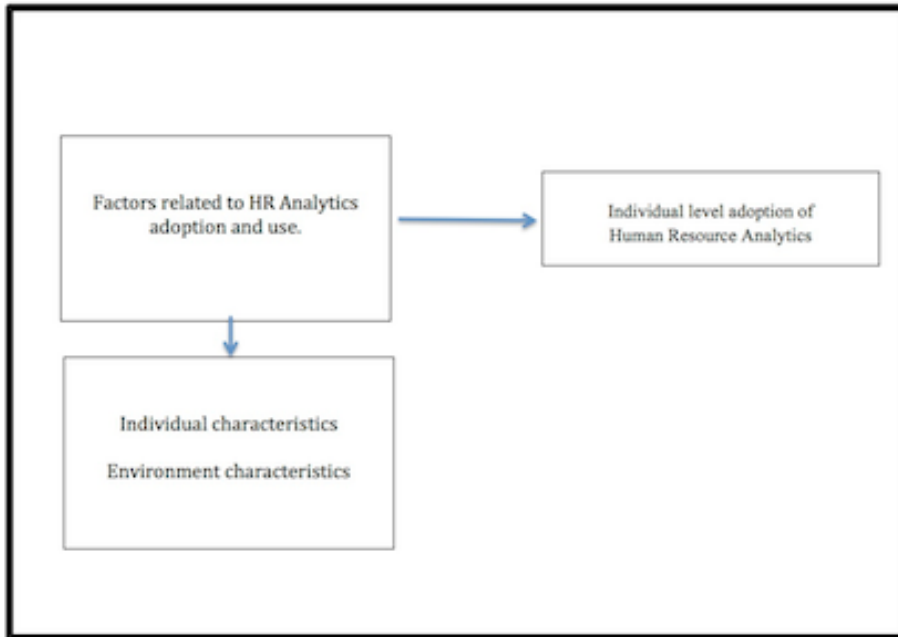 Factors related to HR Analytics
adoption and use.
Individual level adoption of
Human Resource Analytics
Individual characteristics
Environment characteristics